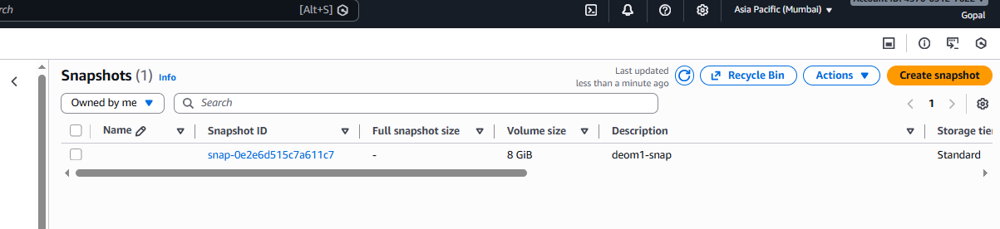 rch [Alt+S] Asia Pacific (Mumbai)
Gopal
Snapshots (1) Info
Last updated
less than a minute ago
Recycle Bin Actions Create snapshot
Owned by me Search 1
Name Snapshot ID Full snapshot size Volume size Description Storage tier
snap-0e2e6d515c7a611c7 - 8 GiB deom1-snap Standard